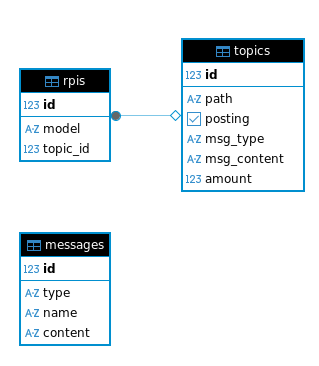 rpis
123 id
A-Z model
123 topic_id
topics
123 id
A-Z path
posting
A-Z msg_type
A-Z msg_content
123 amount
messages
123 id
A-Z type
A-Z name
A-Z content